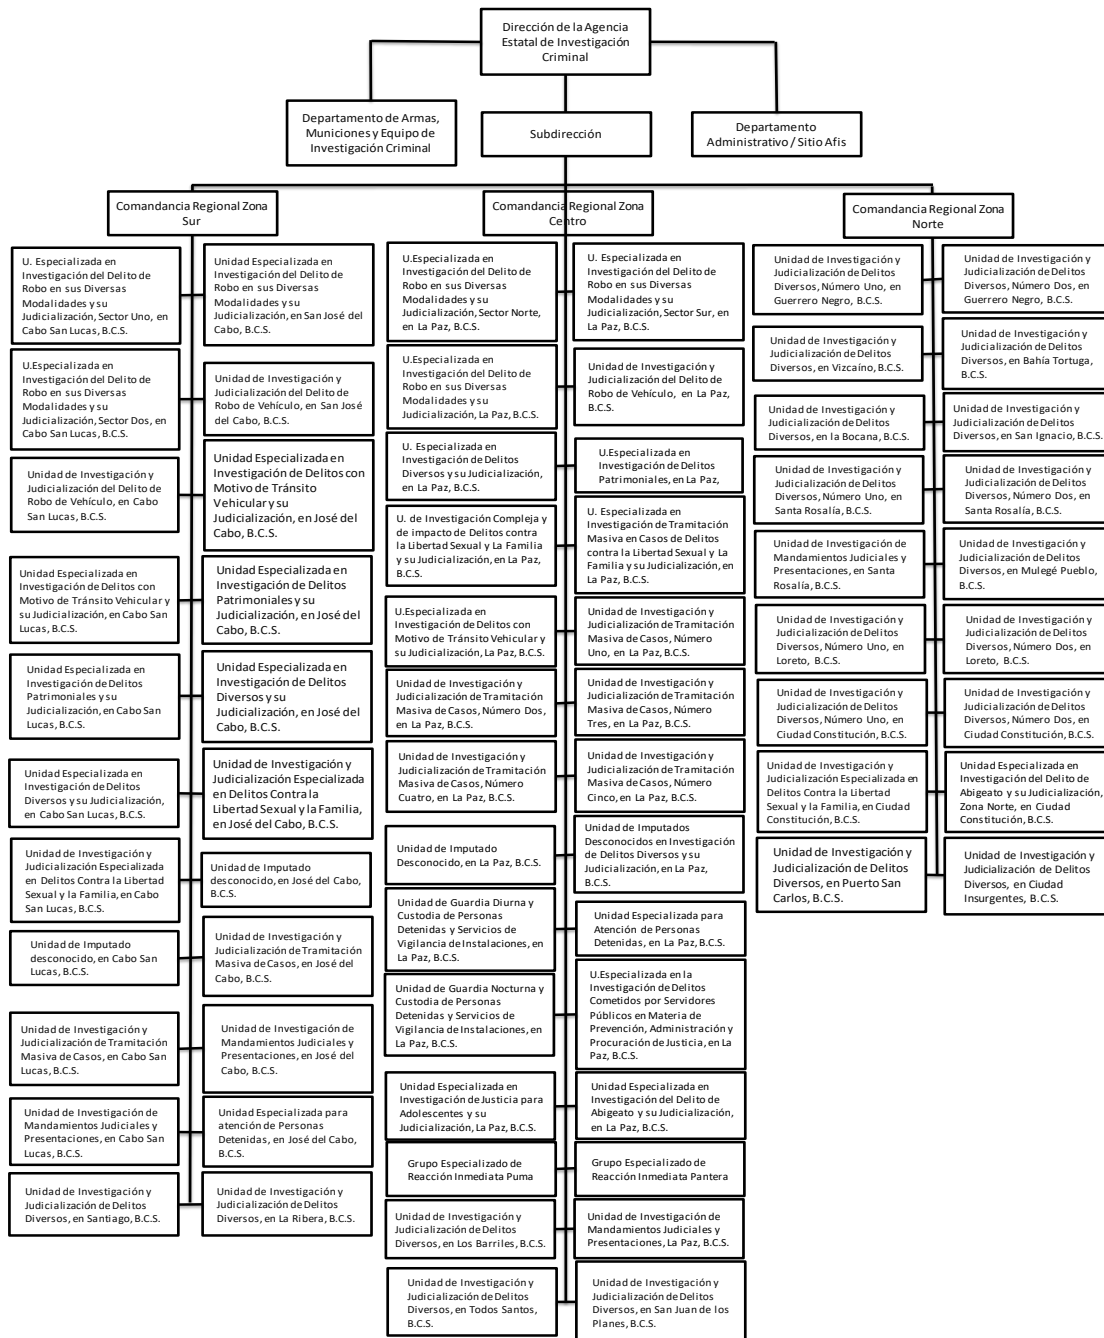 Dirección de la Agencia
Estatal de Investigación
Criminal
Departamento de Armas,
Municiones y Equipo de
Investigación Criminal
Subdirección
Departamento
Administrativo / Sitio Afis
Comandancia Regional Zona
Sur
Comandancia Regional Zona
Centro
Comandancia Regional Zona
Norte
U. Especializada en
Investigación del Delito de
Robo en sus Diversas
Modalidades y su
Judicialización, Sector Uno, en
Cabo San Lucas, B.C.S.
Unidad Especializada en
Investigación del Delito de
Robo en sus Diversas
Modalidades y su
Judicialización, en San José del
Cabo, B.C.S.
U.Especializada en
Investigación del Delito de
Robo en sus Diversas
Modalidades y su
Judicialización, Sector Dos, en
Cabo San Lucas, B.C.S.
Unidad de Investigación y
Judicialización del Delito de
Robo de Vehículo, en San José
del Cabo, B.C.S.
Unidad de Investigación y
Judicialización del Delito de
Robo de Vehículo, en Cabo
San Lucas, B.C.S.
Unidad Especializada en
Investigación de Delitos con
Motivo de Tránsito
Vehicular y su
Judicialización, en José del
Cabo, B.C.S.
Unidad Especializada en
Investigación de Delitos con
Motivo de Tránsito Vehicular y
su Judicialización, en Cabo San
Lucas, B.C.S.
Unidad Especializada en
Investigación de Delitos
Patrimoniales y su
Judicialización, en José del
Cabo, B.C.S.
Unidad Especializada en
Investigación de Delitos
Patrimoniales y su
Judicialización, en Cabo San
Lucas, B.C.S.
Unidad Especializada en
Investigación de Delitos
Diversos y su
Judicialización, en José del
Cabo, B.C.S.
Unidad Especializada en
Investigación de Delitos
Diversos y su Judicialización,
en Cabo San Lucas, B.C.S.
Unidad de Investigación y
Judicialización Especializada
en Delitos Contra la
Libertad Sexual y la Familia,
en José del Cabo, B.C.S.
Unidad de Investigación y
Judicialización Especializada
en Delitos Contra la Libertad
Sexual y la Familia, en Cabo
San Lucas, B.C.S.
Unidad de Imputado
desconocido, en José del Cabo,
B.C.S.
Unidad de Imputado
desconocido, en Cabo San
Lucas, B.C.S.
Unidad de Investigación y
Judicialización de Tramitación
Masiva de Casos, en José del
Cabo, B.C.S.
Unidad de Investigación y
Judicialización de Tramitación
Masiva de Casos, en Cabo San
Lucas, B.C.S.
Unidad de Investigación de
Mandamientos Judiciales y
Presentaciones, en José del
Cabo, B.C.S.
Unidad de Investigación de
Mandamientos Judiciales y
Presentaciones, en Cabo San
Lucas, B.C.S.
Unidad Especializada para
atención de Personas
Detenidas, en José del Cabo,
B.C.S.
Unidad de Investigación y
Judicialización de Delitos
Diversos, en Santiago, B.C.S.
Unidad de Investigación y
Judicialización de Delitos
Diversos, en La Ribera, B.C.S.
U.Especializada en
Investigación del Delito de
Robo en sus Diversas
Modalidades y su
Judicialización, Sector Norte,
en La Paz, B.C.S.
U. Especializada en
Investigación del Delito de
Robo en sus Diversas
Modalidades y su
Judicialización, Sector Sur, en
La Paz, B.C.S.
U.Especializada en
Investigación del Delito de
Robo en sus Diversas
Modalidades y su
Judicialización, La Paz, B.C.S.
Unidad de Investigación y
Judicialización del Delito de
Robo de Vehículo, en La Paz,
B.C.S.
U. Especializada en
Investigación de Delitos
Diversos y su Judicialización,
en La Paz, B.C.S.
U.Especializada en
Investigación de Delitos
Patrimoniales, en La Paz,
U. de Investigación Compleja y
de impacto de Delitos contra
la Libertad Sexual y La Familia
y su Judicialización, en La Paz,
B.C.S.
U. Especializada en
Investigación de Tramitación
Masiva en Casos de Delitos
contra la Libertad Sexual y La
Familia y su Judicialización, en
La Paz, B.C.S.
U.Especializada en
Investigación de Delitos con
Motivo de Tránsito Vehicular y
su Judicialización, La Paz, B.C.S.
Unidad de Investigación y
Judicialización de Tramitación
Masiva de Casos, Número
Uno, en La Paz, B.C.S.
Unidad de Investigación y
Judicialización de Tramitación
Masiva de Casos, Número Dos,
en La Paz, B.C.S.
Unidad de Investigación y
Judicialización de Tramitación
Masiva de Casos, Número
Tres, en La Paz, B.C.S.
Unidad de Investigación y
Judicialización de Tramitación
Masiva de Casos, Número
Cuatro, en La Paz, B.C.S.
Unidad de Investigación y
Judicialización de Tramitación
Masiva de Casos, Número
Cinco, en La Paz, B.C.S.
Unidad de Imputado
Desconocido, en La Paz, B.C.S.
Unidad de Imputados
Desconocidos en Investigación
de Delitos Diversos y su
Judicialización, en La Paz,
B.C.S.
Unidad de Guardia Diurna y
Custodia de Personas
Detenidas y Servicios de
Vigilancia de Instalaciones, en
La Paz, B.C.S.
Unidad Especializada para
Atención de Personas
Detenidas, en La Paz, B.C.S.
Unidad de Guardia Nocturna y
Custodia de Personas
Detenidas y Servicios de
Vigilancia de Instalaciones, en
La Paz, B.C.S.
U.Especializada en la
Investigación de Delitos
Cometidos por Servidores
Públicos en Materia de
Prevención, Administración y
Procuración de Justicia, en La
Paz, B.C.S.
Unidad Especializada en
Investigación de Justicia para
Adolescentes y su
Judicialización, La Paz, B.C.S.
Unidad Especializada en
Investigación del Delito de
Abigeato y su Judicialización,
en La Paz, B.C.S.
Grupo Especializado de
Reacción Inmediata Puma
Grupo Especializado de
Reacción Inmediata Pantera
Unidad de Investigación y
Judicialización de Delitos
Diversos, en Los Barriles, B.C.S.
Unidad de Investigación de
Mandamientos Judiciales y
Presentaciones, La Paz, B.C.S.
Unidad de Investigación y
Judicialización de Delitos
Diversos, en Todos Santos,
B.C.S.
Unidad de Investigación y
Judicialización de Delitos
Diversos, en San Juan de los
Planes, B.C.S.
Unidad de Investigación y
Judicialización de Delitos
Diversos, Número Uno, en
Guerrero Negro, B.C.S.
Unidad de Investigación y
Judicialización de Delitos
Diversos, Número Dos, en
Guerrero Negro, B.C.S.
Unidad de Investigación y
Judicialización de Delitos
Diversos, en Vizcaíno, B.C.S.
Unidad de Investigación y
Judicialización de Delitos
Diversos, en Bahía Tortuga,
B.C.S.
Unidad de Investigación y
Judicialización de Delitos
Diversos, en la Bocana, B.C.S.
Unidad de Investigación y
Judicialización de Delitos
Diversos, en San Ignacio, B.C.S.
Unidad de Investigación y
Judicialización de Delitos
Diversos, Número Uno, en
Santa Rosalía, B.C.S.
Unidad de Investigación y
Judicialización de Delitos
Diversos, Número Dos, en
Santa Rosalía, B.C.S.
Unidad de Investigación de
Mandamientos Judiciales y
Presentaciones, en Santa
Rosalía, B.C.S.
Unidad de Investigación y
Judicialización de Delitos
Diversos, en Mulegé Pueblo,
B.C.S.
Unidad de Investigación y
Judicialización de Delitos
Diversos, Número Uno, en
Loreto, B.C.S.
Unidad de Investigación y
Judicialización de Delitos
Diversos, Número Dos, en
Loreto, B.C.S.
Unidad de Investigación y
Judicialización de Delitos
Diversos, Número Uno, en
Ciudad Constitución, B.C.S.
Unidad de Investigación y
Judicialización de Delitos
Diversos, Número Dos, en
Ciudad Constitución, B.C.S.
Unidad de Investigación y
Judicialización Especializada en
Delitos Contra la Libertad
Sexual y la Familia, en Ciudad
Constitución, B.C.S.
Unidad Especializada en
Investigación del Delito de
Abigeato y su Judicialización,
Zona Norte, en Ciudad
Constitución, B.C.S.
Unidad de Investigación y
Judicialización de Delitos
Diversos, en Puerto San
Carlos, B.C.S.
Unidad de Investigación y
Judicialización de Delitos
Diversos, en Ciudad
Insurgentes, B.C.S.